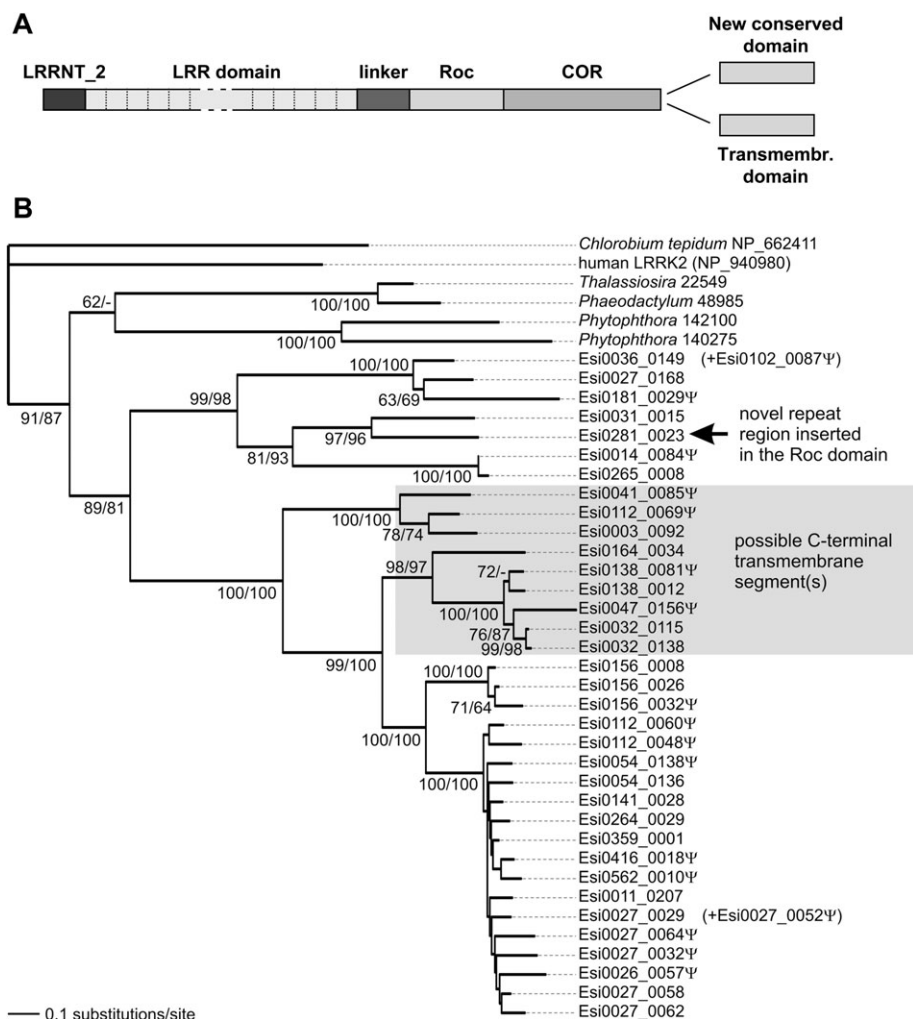 A
New conserved
domain
LRRNT_2
LRR domain
linker
Roc
COR
Transmembr.
domain
B
Chlorobium tepidum NP_662411
human LRRK2 (NP_940980)
Thalassiosira 22549
62/-
100/100
Phaeodactylum 48985
Phytophthora 142100
100/100
Phytophthora 140275
100/100
Esi0036_0149 (+Esi0102_0087Ψ)
Esi0027_0168
99/98
63/69
Esi0181_0029Ψ
91/87
Esi0031_0015
novel repeat
region inserted
in the Roc domain
97/96
Esi0281_0023
81/93
Esi0014_0084Ψ
100/100
Esi0265_0008
89/81
Esi0041_0085Ψ
100/100
Esi0112_0069Ψ
78/74
Esi0003_0092
possible C-terminal
transmembrane
segment(s)
Esi0164_0034
98/97
72/-
Esi0138_0081Ψ
100/100
100/100
Esi0138_0012
Esi0047_0156Ψ
76/87
Esi0032_0115
99/98
Esi0032_0138
99/100
100/100
Esi0156_0008
Esi0156_0026
71/64
Esi0156_0032Ψ
100/100
Esi0112_0060Ψ
Esi0112_0048Ψ
Esi0054_0138Ψ
100/100
Esi0054_0136
Esi0141_0028
Esi0264_0029
Esi0359_0001
Esi0416_0018Ψ
Esi0562_0010Ψ
Esi0011_0207
Esi0027_0029 (+Esi0027_0052Ψ)
Esi0027_0064Ψ
Esi0027_0032Ψ
Esi0026_0057Ψ
Esi0027_0058
Esi0027_0062
0.1 substitutions/site